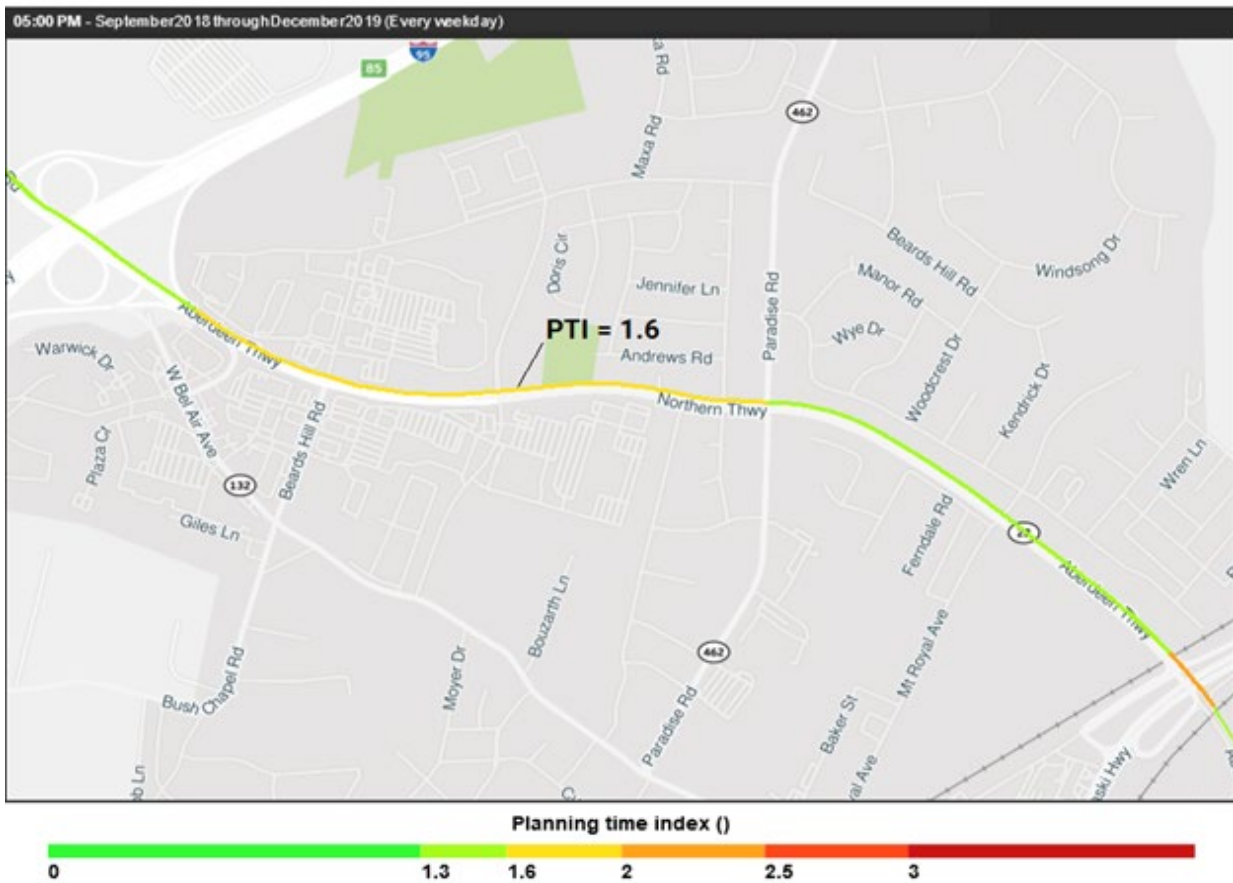 05:00 PM - September2018throughDecember2019 (Every weekday)
95
85
462
Maxa Rd
Doris Cir
Jennifer Ln
Paradise Rd
Beards Hill Rd
Windsong Dr
Manor Rd
Wye Dr
PTI = 1.6
Andrews Rd
Woodcrest Dr
Kendrick Dr
Aberdeen Thwy
Warwick Dr
W Bel Air Ave
Northern Thwy
Beards Hill Rd
Plaza Cr
132
Wren Ln
Giles Ln
Ferndale Rd
22
Aberdeen Thwy
Bouzarth Ln
462
Mt Royal Ave
Moyer Dr
Bush Chapel Rd
Paradise Rd
Baker St
Planning time index ()
0 1.3 1.6 2 2.5 3